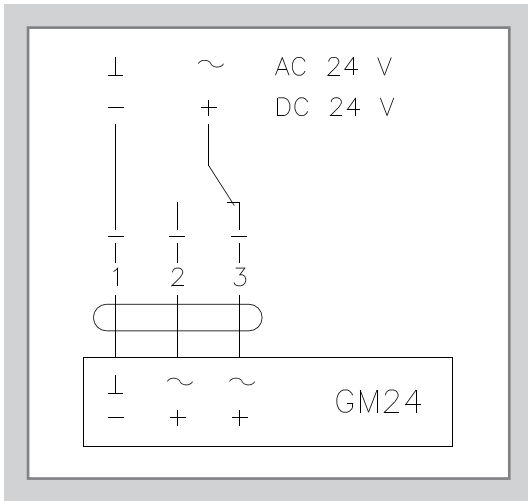 ⊥ ~ AC 24 V
− + DC 24 V
1 2 3
⊥ ~ ~
GM24
− + +